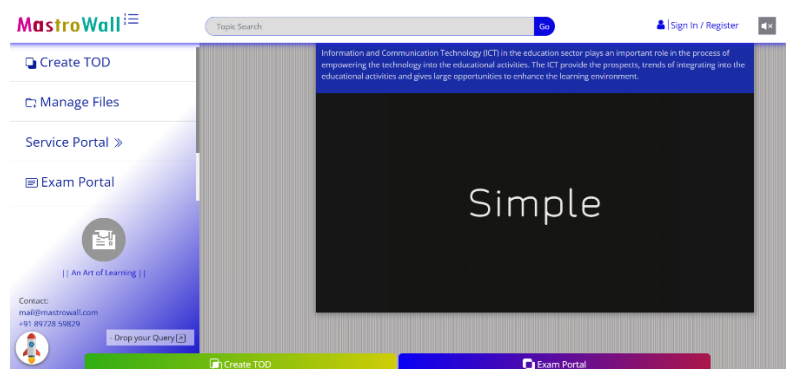 MastroWall
Topic Search
Go
Sign In / Register
Create TOD
Manage Files
Service Portal
Exam Portal
|| An Art of Learning ||
Contact:
mail@mastrowall.com
+91 89728 59829
- Drop your Query
Information and Communication Technology (ICT) in the education sector plays an important role in the process of
empowering the technology into the educational activities. The ICT provide the prospects, trends of integrating into the
educational activities and gives large opportunities to enhance the learning environment.
Simple
Create TOD
Exam Portal